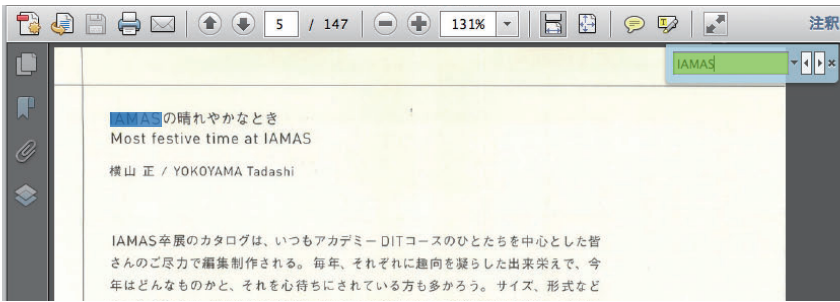 5 / 147 131% 注釈
IAMAS
IAMASの晴れやかなとき
Most festive time at IAMAS
横山 正 / YOKOYAMA Tadashi
IAMAS卒展のカタログは、いつもアカデミー DITコースのひとたちを中心とした皆
さんのご尽力で編集制作される。毎年、それぞれに趣向を凝らした出来栄えで、今
年はどんなものかと、それを心待ちにされている方も多かろう。サイズ、形式など